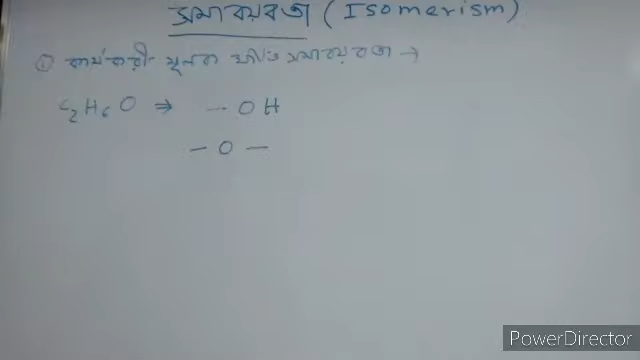 সমাবয়বতা (Isomerism)
① কার্যকরী মূলক ঘটিত সমাবয়বতা →
C₂H₆O ⇒ - OH
- O -
PowerDirector